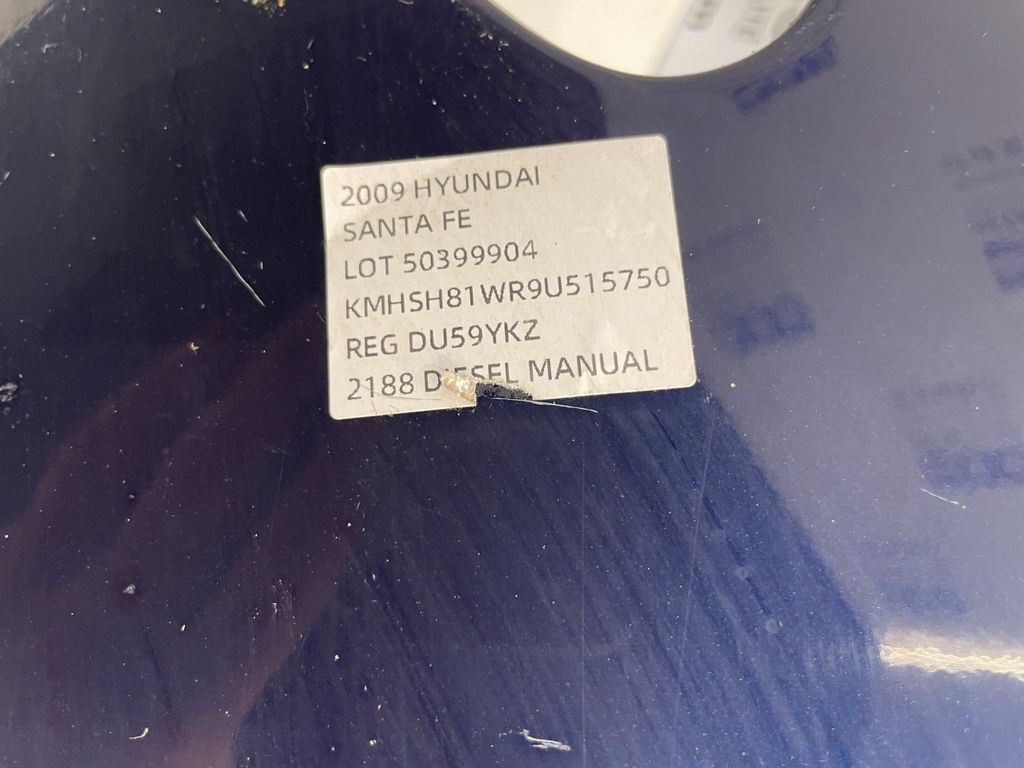 2009 HYUNDAI
SANTA FE
LOT 50399904
KMHSH81WR9U515750
REG DU59YKZ
2188 DIESEL MANUAL